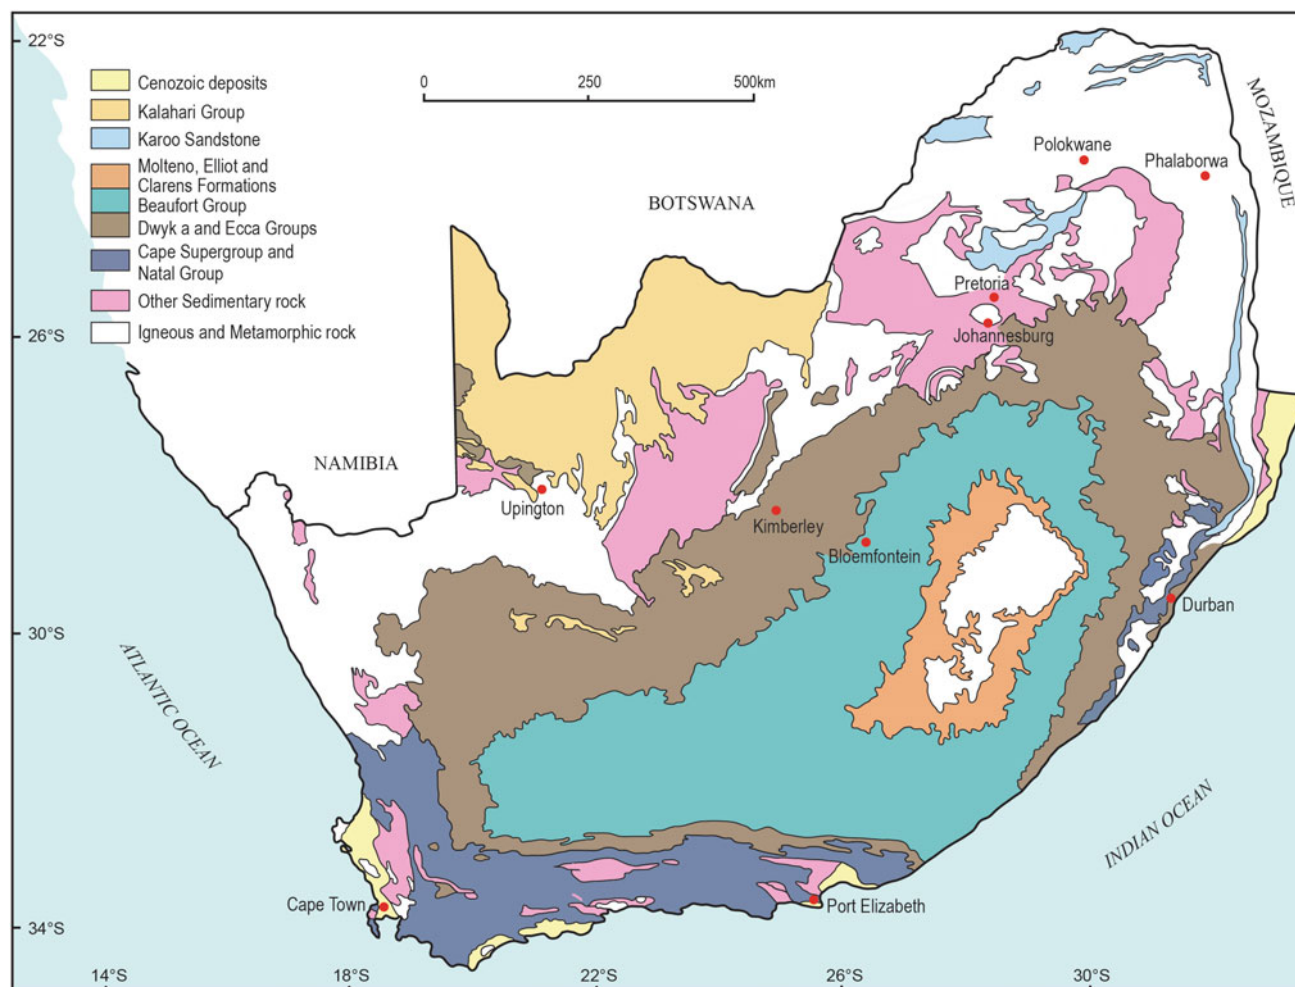 22°S
26°S
30°S
34°S
14°S
18°S
22°S
26°S
30°S
Cenozoic deposits
Kalahari Group
Karoo Sandstone
Molteno, Elliot and
Clarens Formations
Beaufort Group
Dwyk a and Ecca Groups
Cape Supergroup and
Natal Group
Other Sedimentary rock
Igneous and Metamorphic rock
0
250
500km
MOZAMBIQUE
BOTSWANA
NAMIBIA
Polokwane
Phalaborwa
Pretoria
Johannesburg
Upington
Kimberley
Bloemfontein
Durban
Cape Town
Port Elizabeth
ATLANTIC OCEAN
INDIAN OCEAN